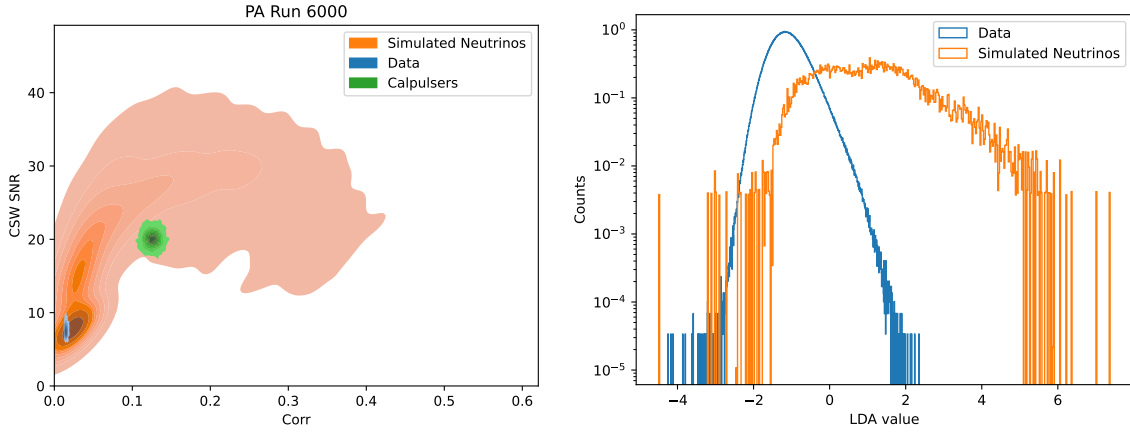 PA Run 6000
Simulated Neutrinos
Data
Calpulsers
40
30
20
10
0
CSW SNR
0.0 0.1 0.2 0.3 0.4 0.5 0.6
Corr
Data
Simulated Neutrinos
10^0
10^-1
10^-2
10^-3
10^-4
10^-5
Counts
−4 −2 0 2 4 6
LDA value